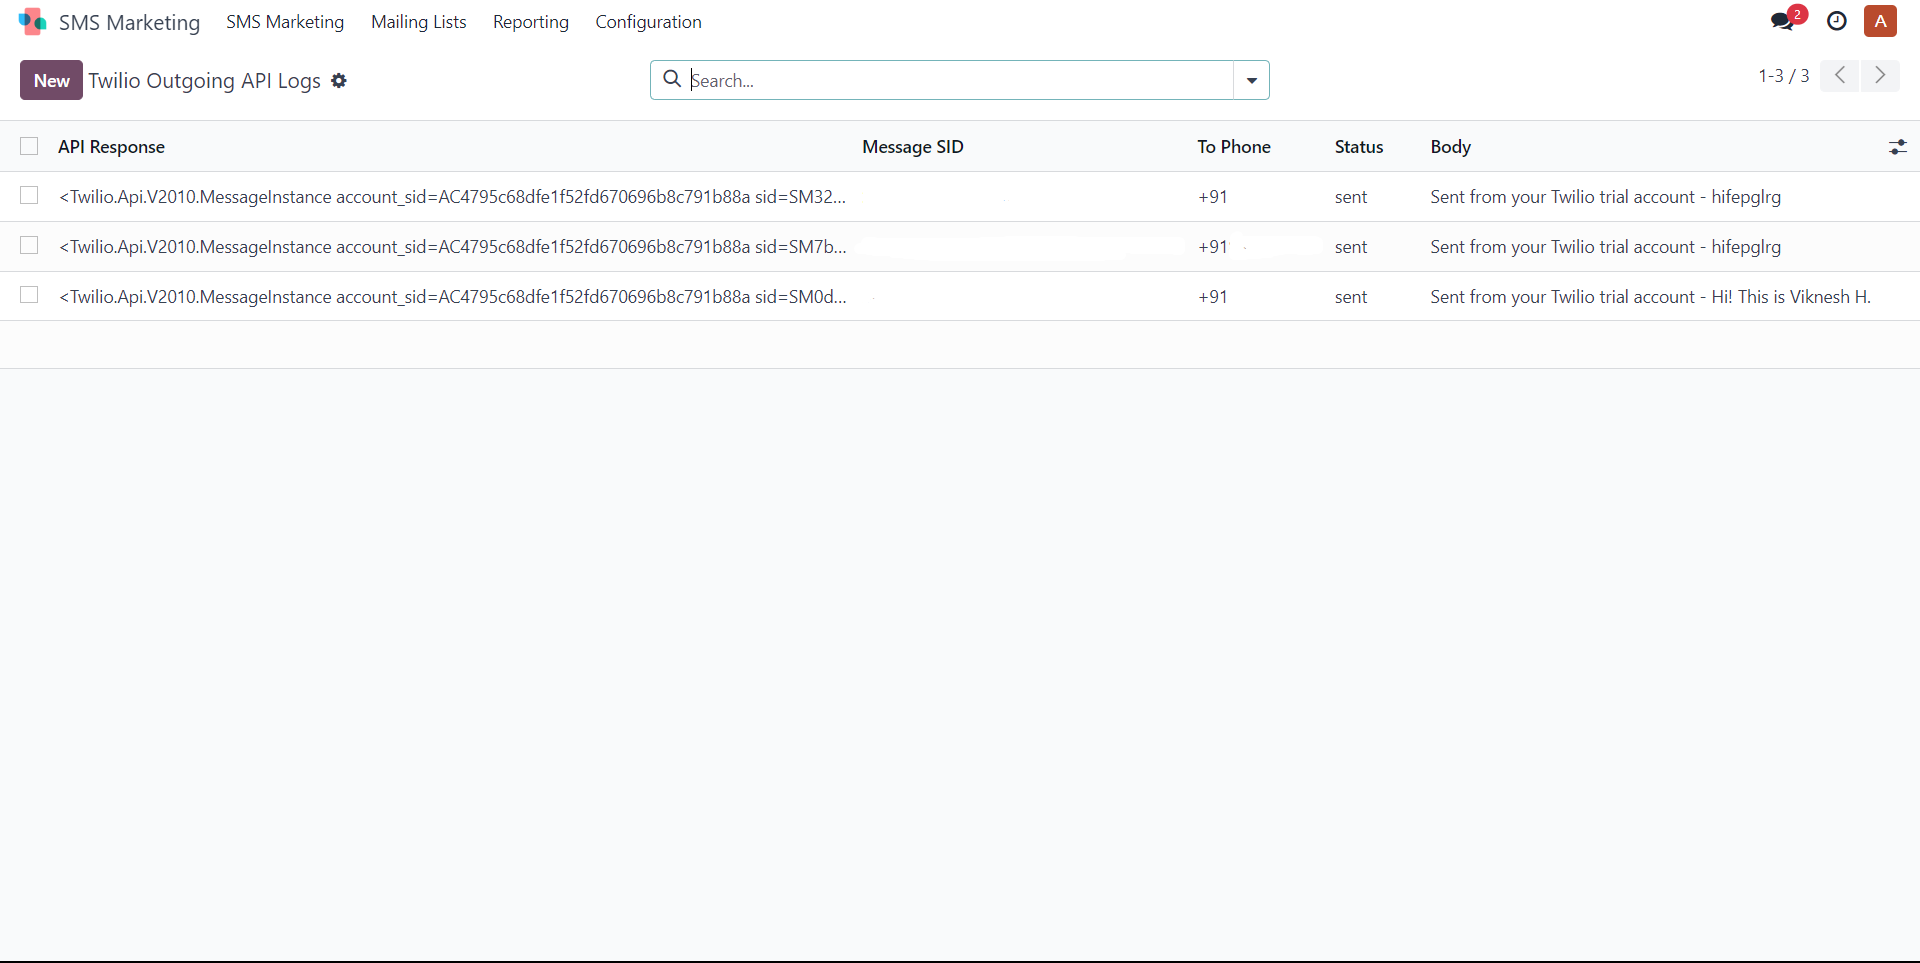 SMS Marketing SMS Marketing Mailing Lists Reporting Configuration 2 A
New Twilio Outgoing API Logs Search... 1-3 / 3
API Response Message SID To Phone Status Body
<Twilio.Api.V2010.MessageInstance account_sid=AC4795c68dfe1f52fd670696b8c791b88a sid=SM32... +91 sent Sent from your Twilio trial account - hifepglrg
<Twilio.Api.V2010.MessageInstance account_sid=AC4795c68dfe1f52fd670696b8c791b88a sid=SM7b... +91 sent Sent from your Twilio trial account - hifepglrg
<Twilio.Api.V2010.MessageInstance account_sid=AC4795c68dfe1f52fd670696b8c791b88a sid=SM0d... +91 sent Sent from your Twilio trial account - Hi! This is Viknesh H.